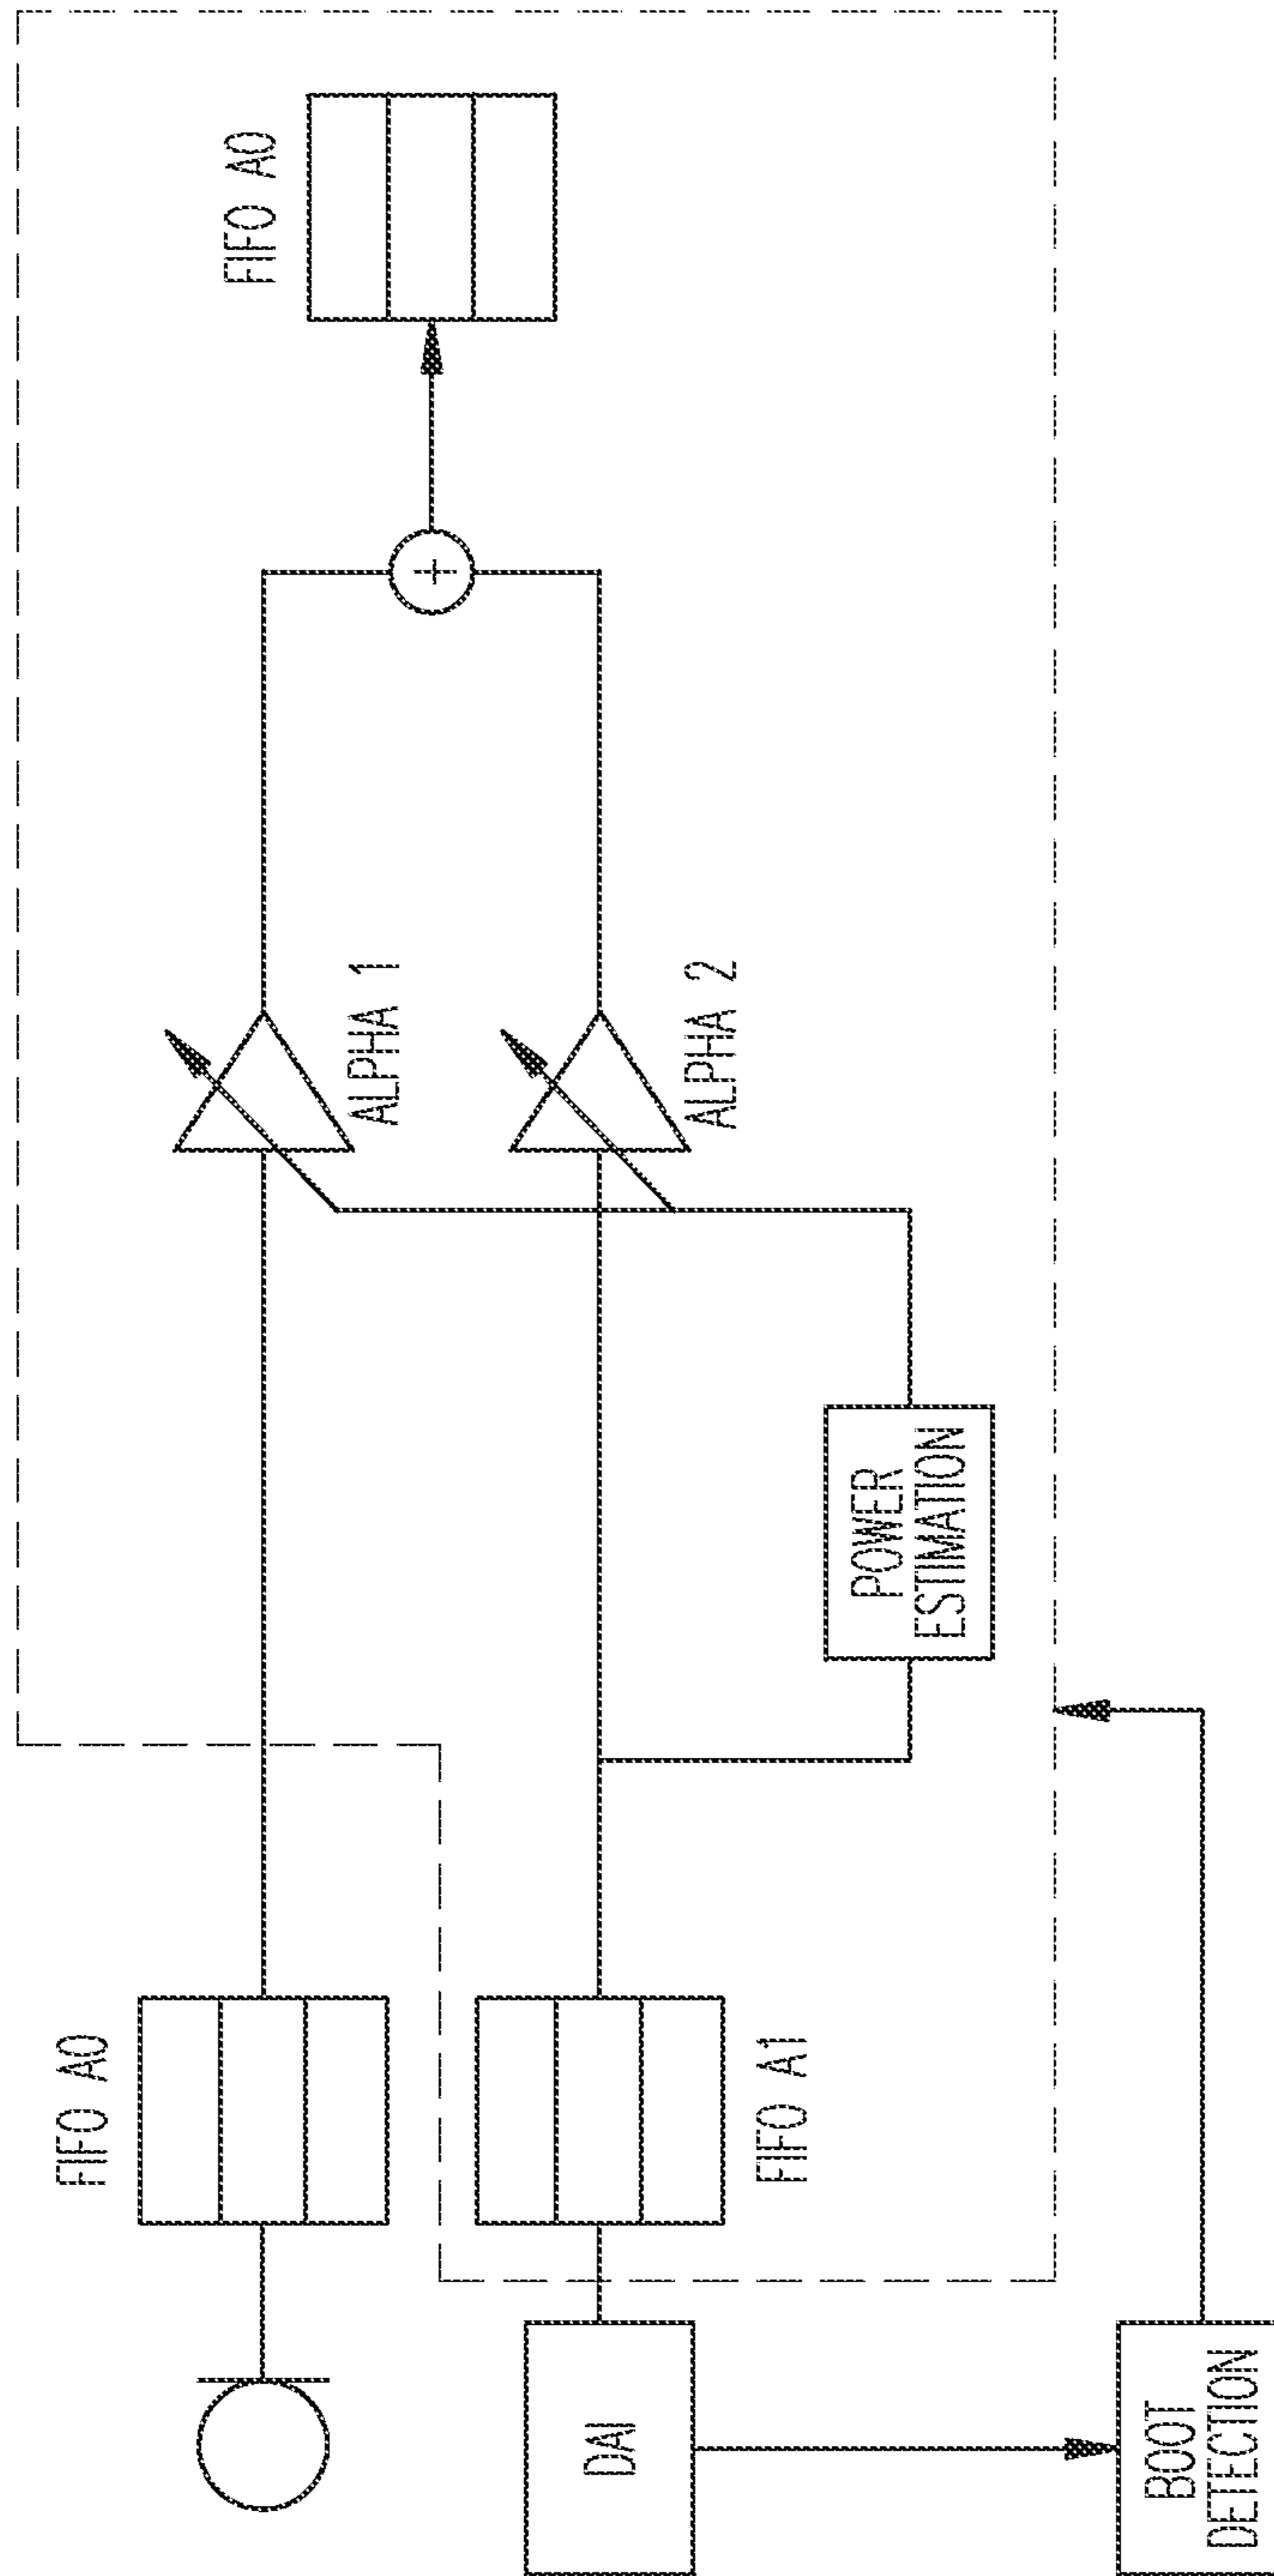 FIFO A0
FIFO A0
ALPHA 1
ALPHA 2
FIFO A1
POWER
ESTIMATION
DAI
BOOT
DETECTION